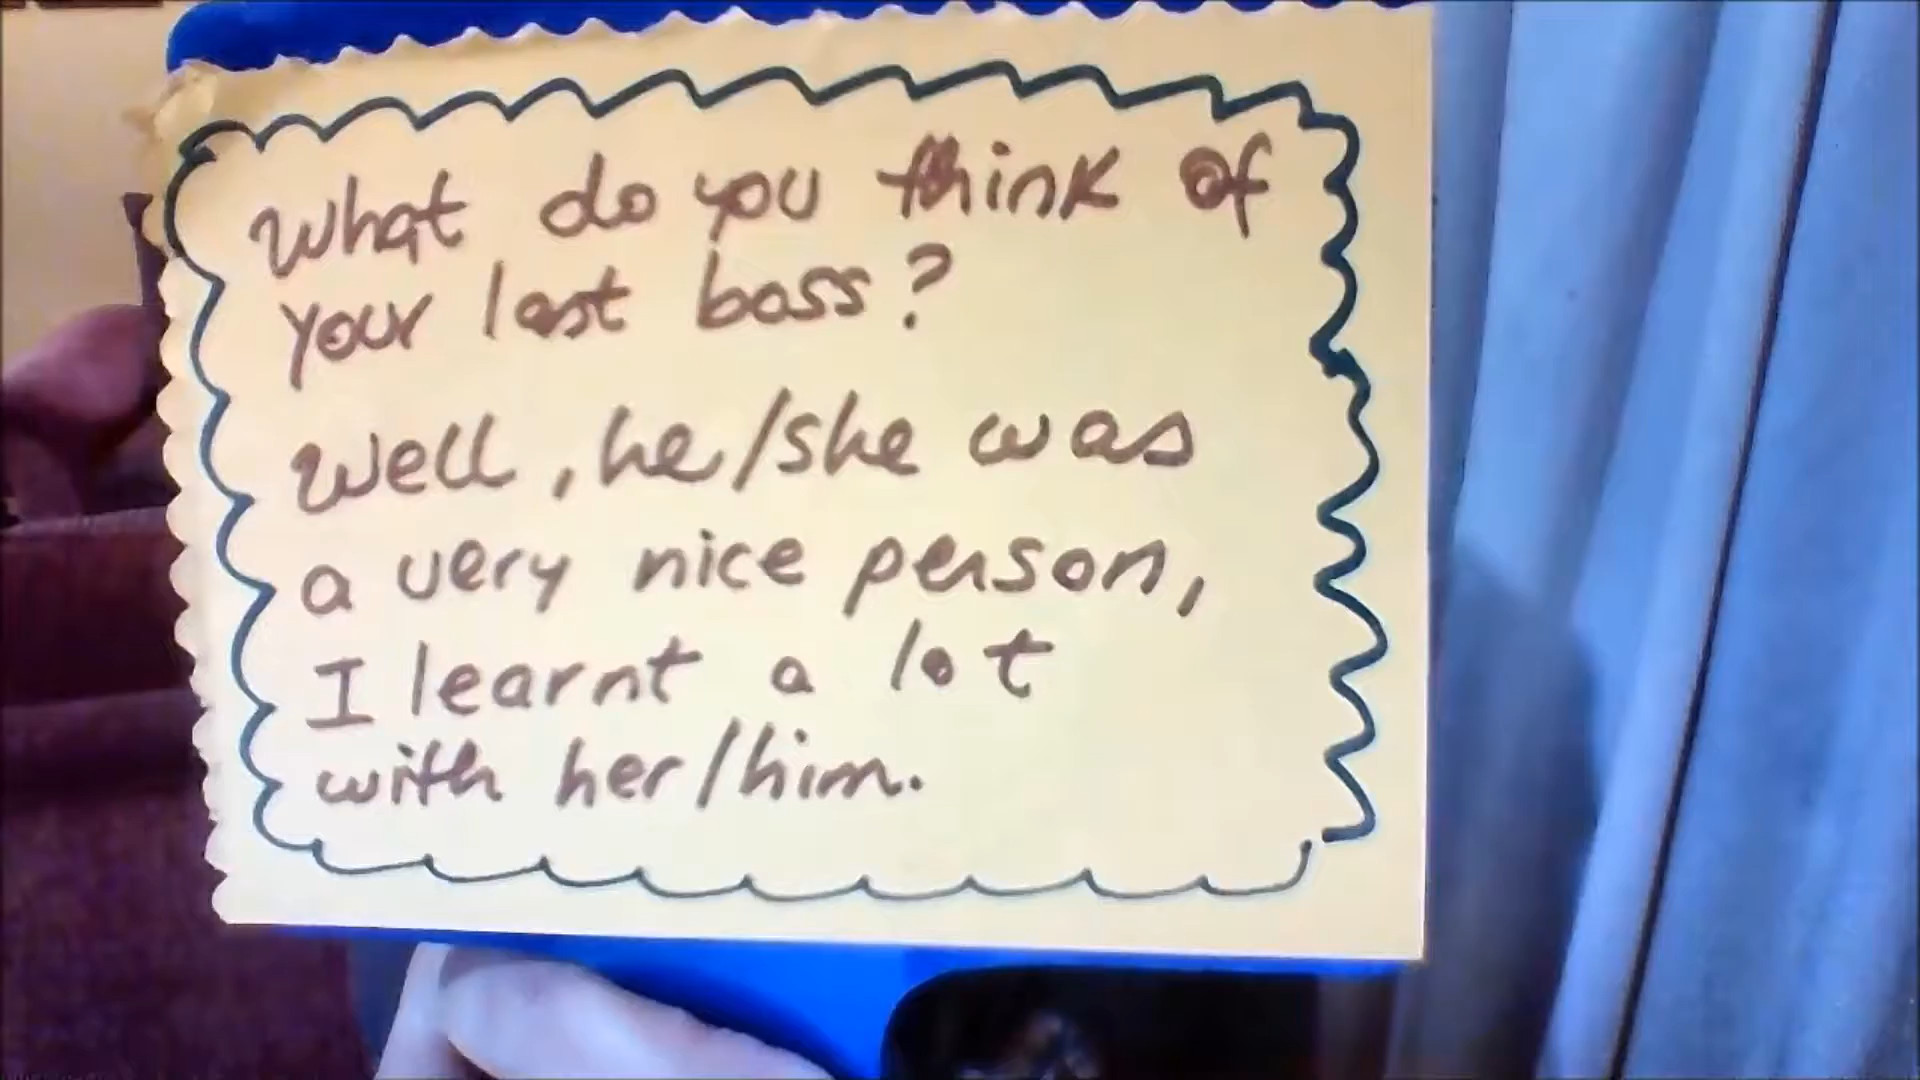 What do you think of
your last boss?
Well, he/she was
a very nice person,
I learnt a lot
with her/him.